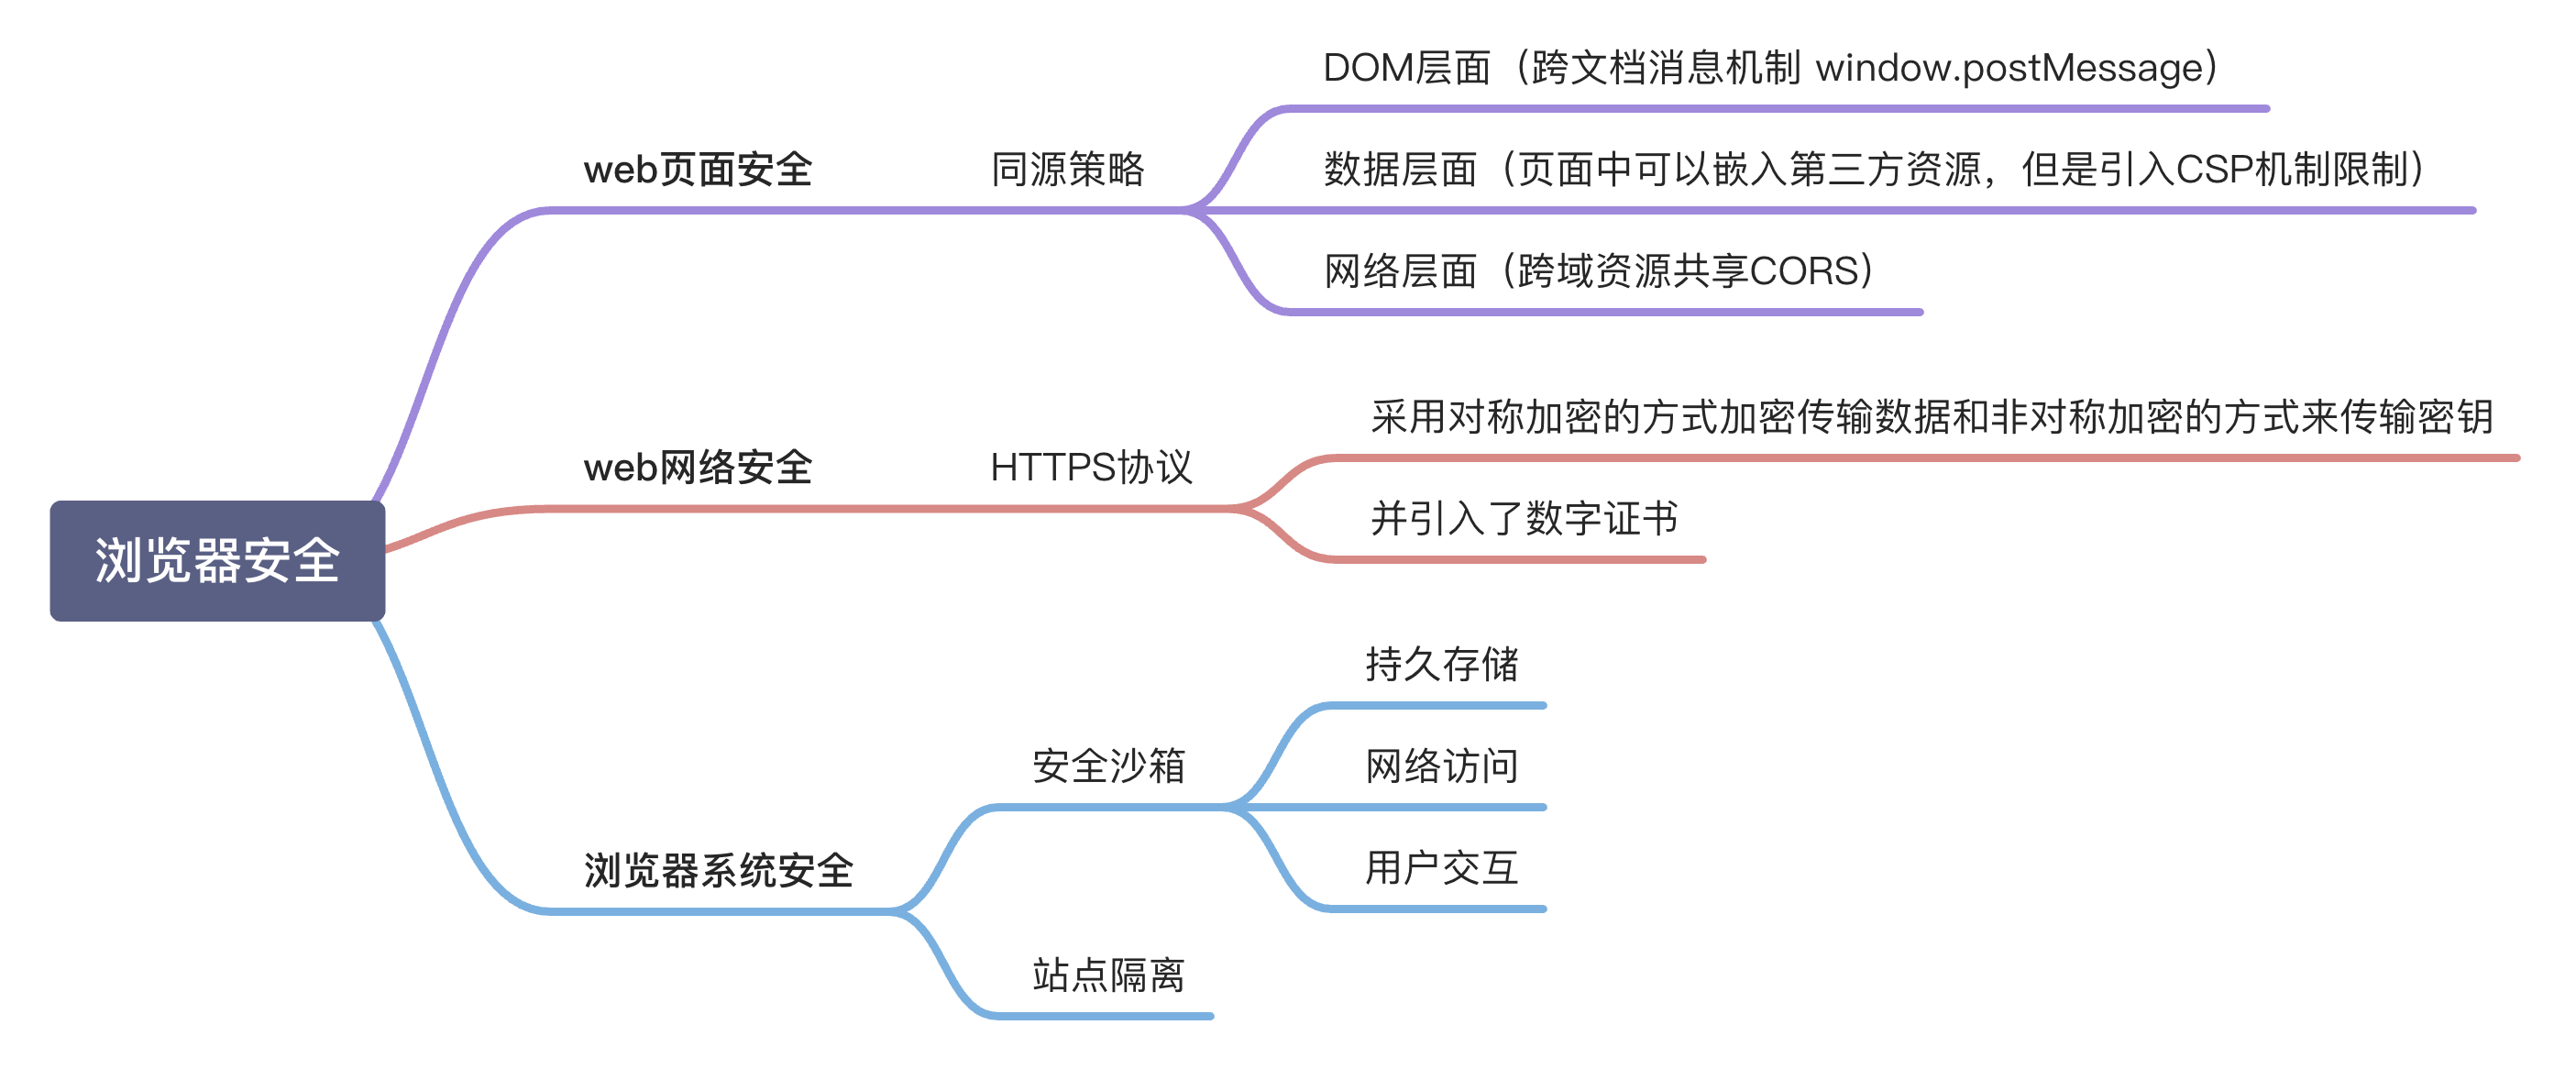 浏览器安全
web页面安全
同源策略
DOM层面（跨文档消息机制 window.postMessage）
数据层面（页面中可以嵌入第三方资源，但是引入CSP机制限制）
网络层面（跨域资源共享CORS）
web网络安全
HTTPS协议
采用对称加密的方式加密传输数据和非对称加密的方式来传输密钥
并引入了数字证书
浏览器系统安全
安全沙箱
持久存储
网络访问
用户交互
站点隔离